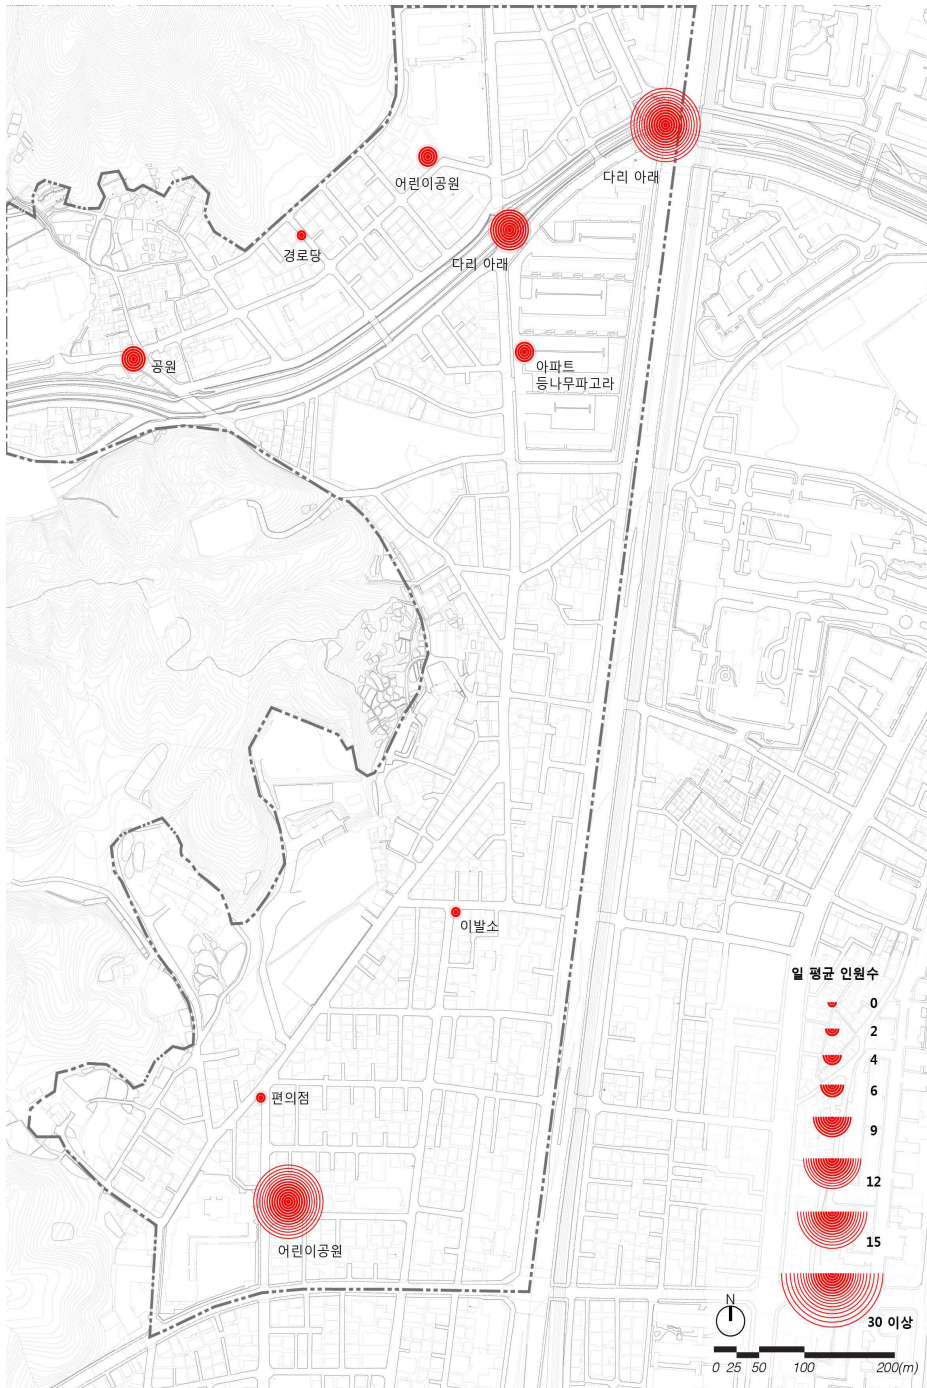 다리 아래
어린이공원
경로당
다리 아래
공원
아파트
등나무파고라
이발소
편의점
어린이공원
일 평균 인원수
0
2
4
6
9
12
15
30 이상
N
0 25 50 100 200(m)